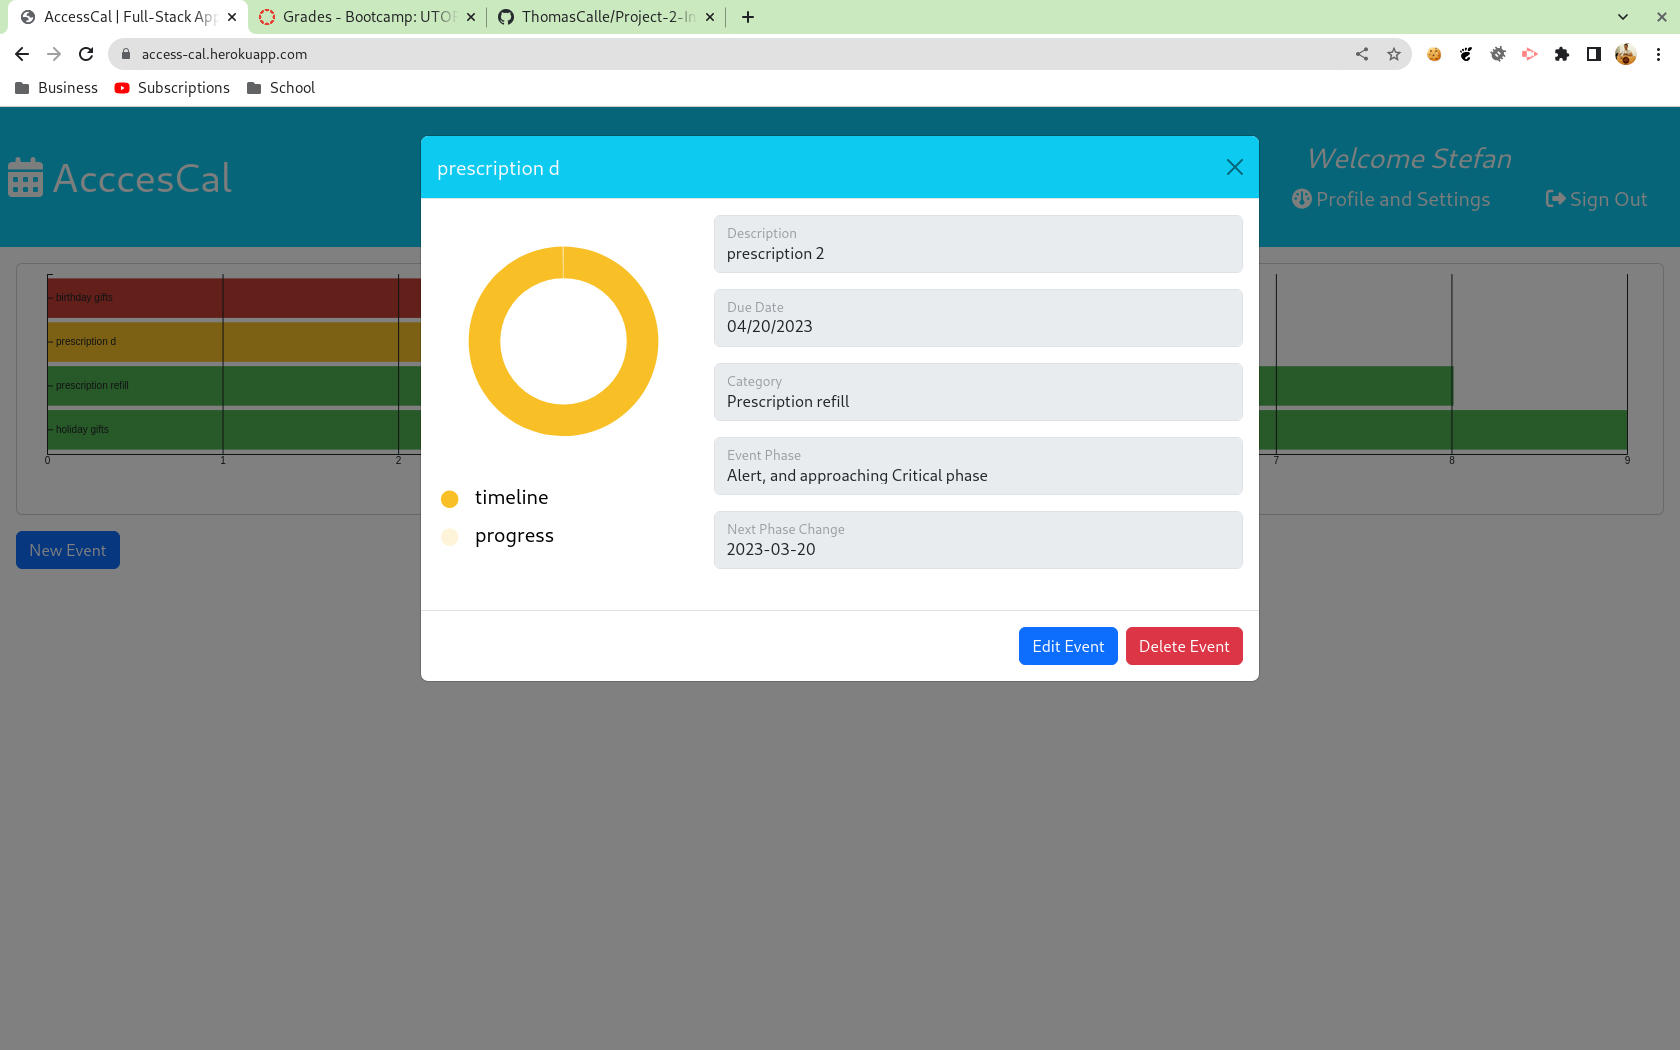 AccessCal | Full-Stack App
Grades - Bootcamp: UTOR
ThomasCalle/Project-2-In
access-cal.herokuapp.com
Business
Subscriptions
School
AcccesCal
Welcome Stefan
Profile and Settings
Sign Out
prescription d
Description
prescription 2
Due Date
04/20/2023
Category
Prescription refill
Event Phase
Alert, and approaching Critical phase
Next Phase Change
2023-03-20
timeline
progress
Edit Event
Delete Event
birthday gifts
prescription d
prescription refill
holiday gifts
0 1 2 7 8 9
New Event